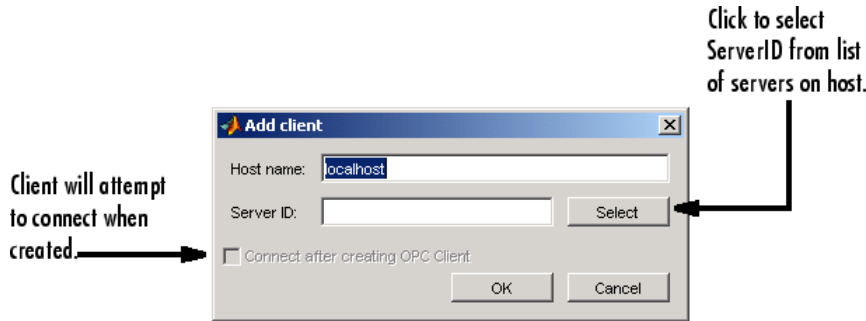 Click to select
ServerID from list
of servers on host.
Add client
Host name: localhost
Client will attempt
to connect when
created.
Server ID:
Select
Connect after creating OPC Client
OK
Cancel